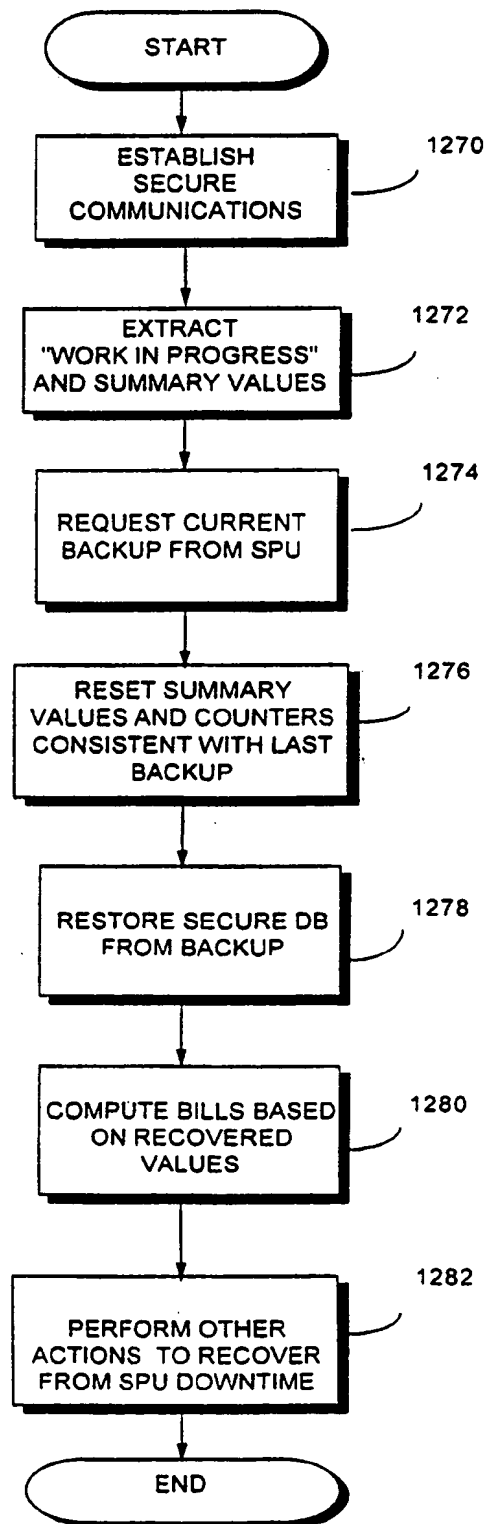 START
1270
ESTABLISH
SECURE
COMMUNICATIONS
1272
EXTRACT
"WORK IN PROGRESS"
AND SUMMARY VALUES
1274
REQUEST CURRENT
BACKUP FROM SPU
1276
RESET SUMMARY
VALUES AND COUNTERS
CONSISTENT WITH LAST
BACKUP
1278
RESTORE SECURE DB
FROM BACKUP
1280
COMPUTE BILLS BASED
ON RECOVERED
VALUES
1282
PERFORM OTHER
ACTIONS TO RECOVER
FROM SPU DOWNTIME
END